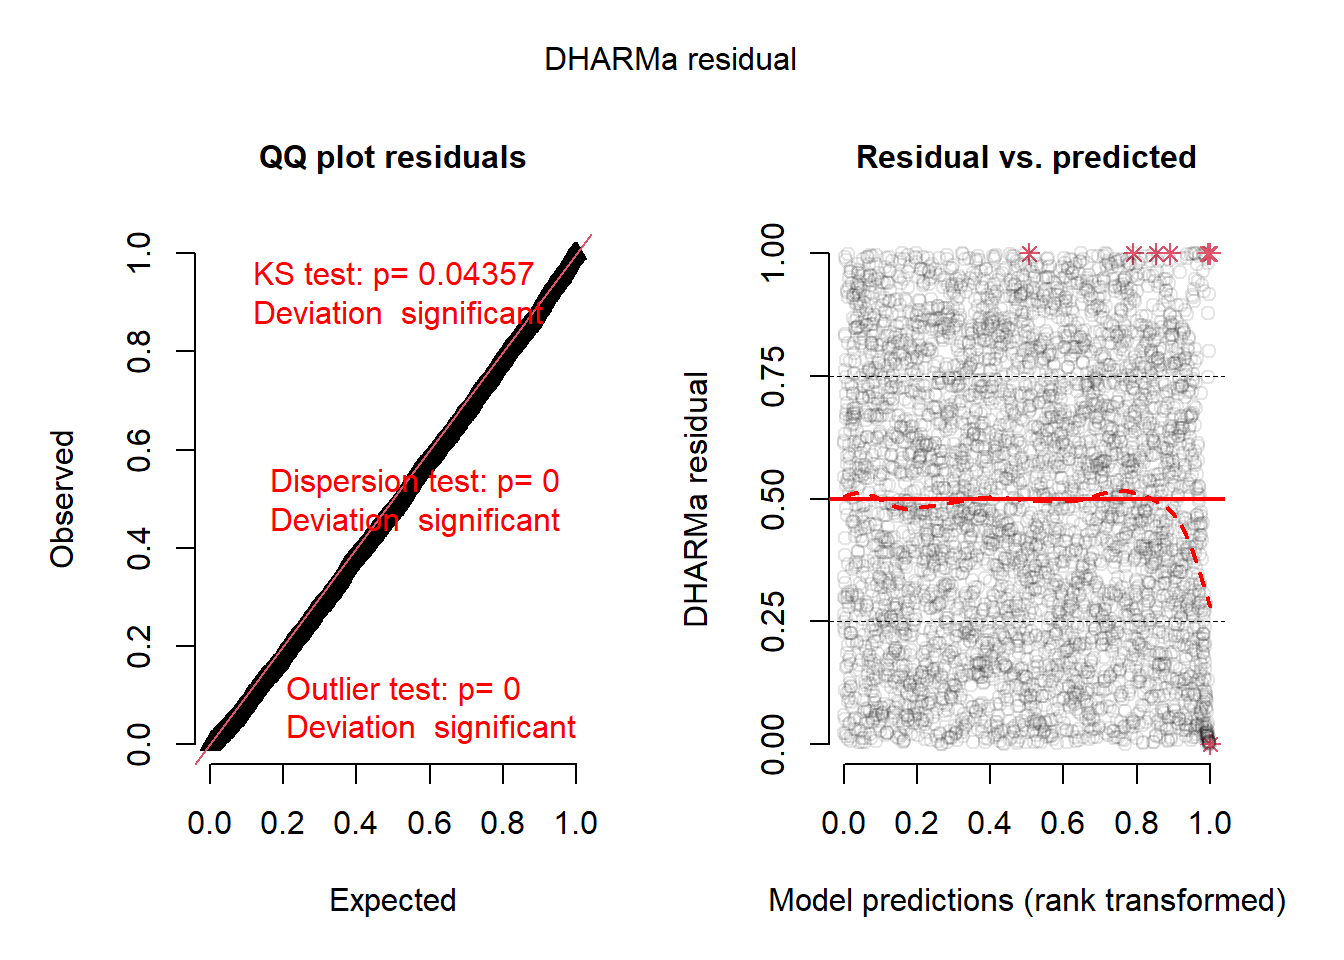 DHARMa residual
QQ plot residuals
KS test: p= 0.04357
Deviation  significant
Dispersion test: p= 0
Deviation  significant
Outlier test: p= 0
Deviation  significant
Observed
0.0 0.2 0.4 0.6 0.8 1.0
0.0 0.2 0.4 0.6 0.8 1.0
Expected
Residual vs. predicted
DHARMa residual
0.00 0.25 0.50 0.75 1.00
0.0 0.2 0.4 0.6 0.8 1.0
Model predictions (rank transformed)